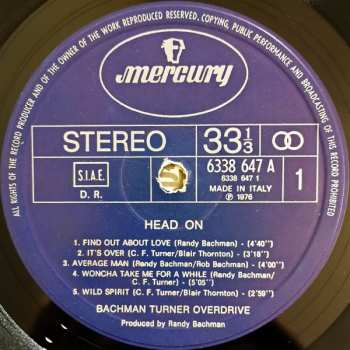 ALL RIGHTS OF THE RECORD PRODUCER AND OF THE OWNER OF THE WORK REPRODUCED RESERVED. COPYING, PUBLIC PERFORMANCE AND BROADCASTING OF THIS RECORD PROHIBITED
mercury
STEREO
33 1/3
S.I.A.E.
D. R.
6338 647 A
6338 647 1
MADE IN ITALY
℗ 1976
1
HEAD ON
1. FIND OUT ABOUT LOVE (Randy Bachman) - (4'40")
2. IT'S OVER (C. F. Turner/Blair Thornton) - (3'18")
3. AVERAGE MAN (Randy Bachman/Rob Bachman) - (4'00")
4. WONCHA TAKE ME FOR A WHILE (Randy Bachman/
C. F. Turner) - (5'05")
5. WILD SPIRIT (C. F. Turner/Blair Thornton) - (2'59")
BACHMAN TURNER OVERDRIVE
Produced by Randy Bachman